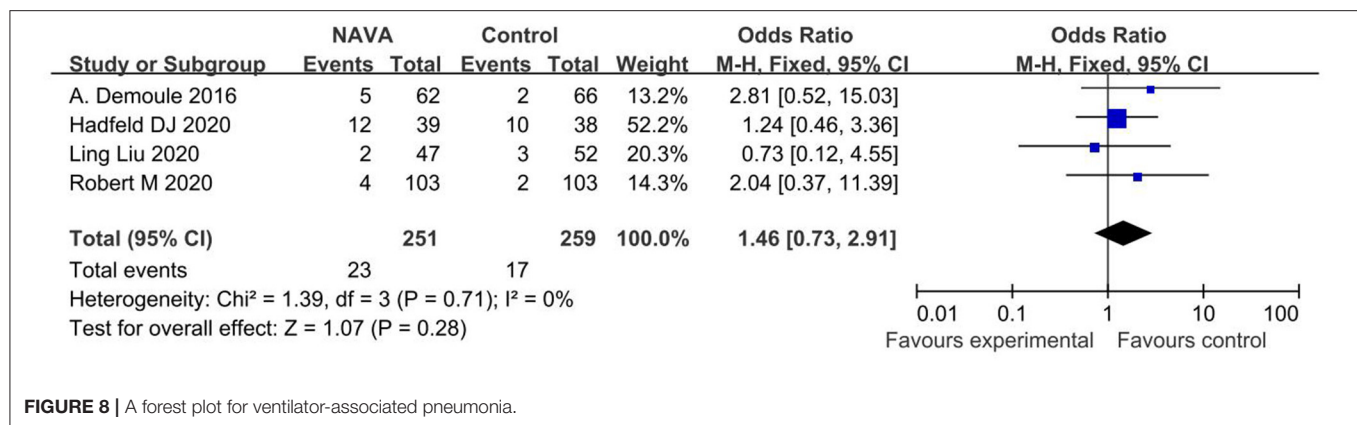 NAVA Control Odds Ratio Odds Ratio
Study or Subgroup Events Total Events Total Weight M-H, Fixed, 95% CI M-H, Fixed, 95% CI
A. Demoule 2016 5 62 2 66 13.2% 2.81 [0.52, 15.03]
Hadfeld DJ 2020 12 39 10 38 52.2% 1.24 [0.46, 3.36]
Ling Liu 2020 2 47 3 52 20.3% 0.73 [0.12, 4.55]
Robert M 2020 4 103 2 103 14.3% 2.04 [0.37, 11.39]
Total (95% CI) 251 259 100.0% 1.46 [0.73, 2.91]
Total events 23 17
Heterogeneity: Chi² = 1.39, df = 3 (P = 0.71); I² = 0%
Test for overall effect: Z = 1.07 (P = 0.28)
0.01 0.1 1 10 100
Favours experimental Favours control
FIGURE 8 | A forest plot for ventilator-associated pneumonia.